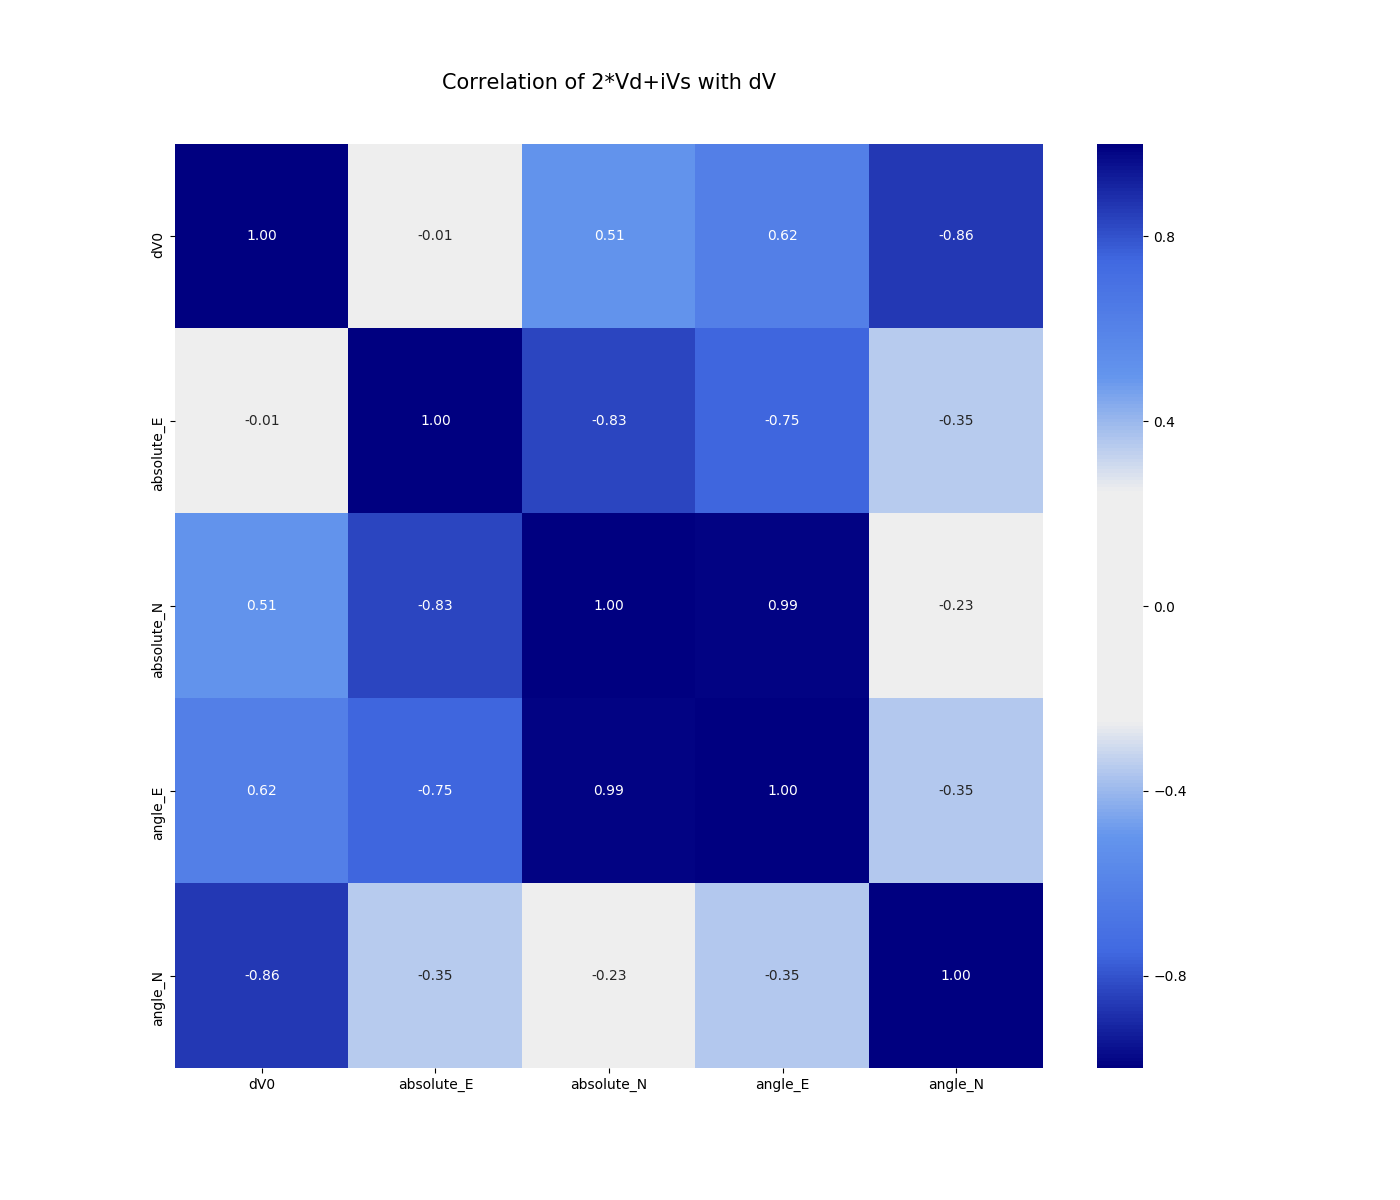 Correlation of 2*Vd+iVs with dV
dV0 1.00 -0.01 0.51 0.62 -0.86
absolute_E -0.01 1.00 -0.83 -0.75 -0.35
absolute_N 0.51 -0.83 1.00 0.99 -0.23
angle_E 0.62 -0.75 0.99 1.00 -0.35
angle_N -0.86 -0.35 -0.23 -0.35 1.00
dV0 absolute_E absolute_N angle_E angle_N
0.8
0.4
0.0
−0.4
−0.8